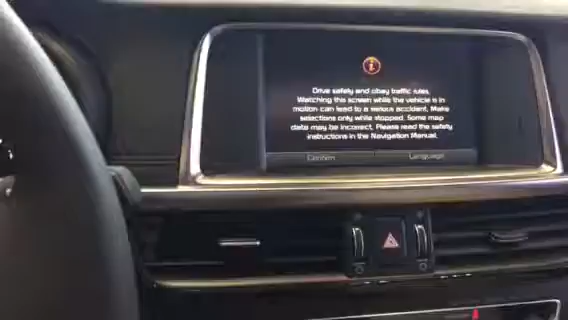 Drive safely and obey traffic rules.
Watching this screen while the vehicle is in
motion can lead to a serious accident. Make
selections only while stopped. Some map
data may be incorrect. Please read the safety
instructions in the Navigation Manual.
Confirm Language